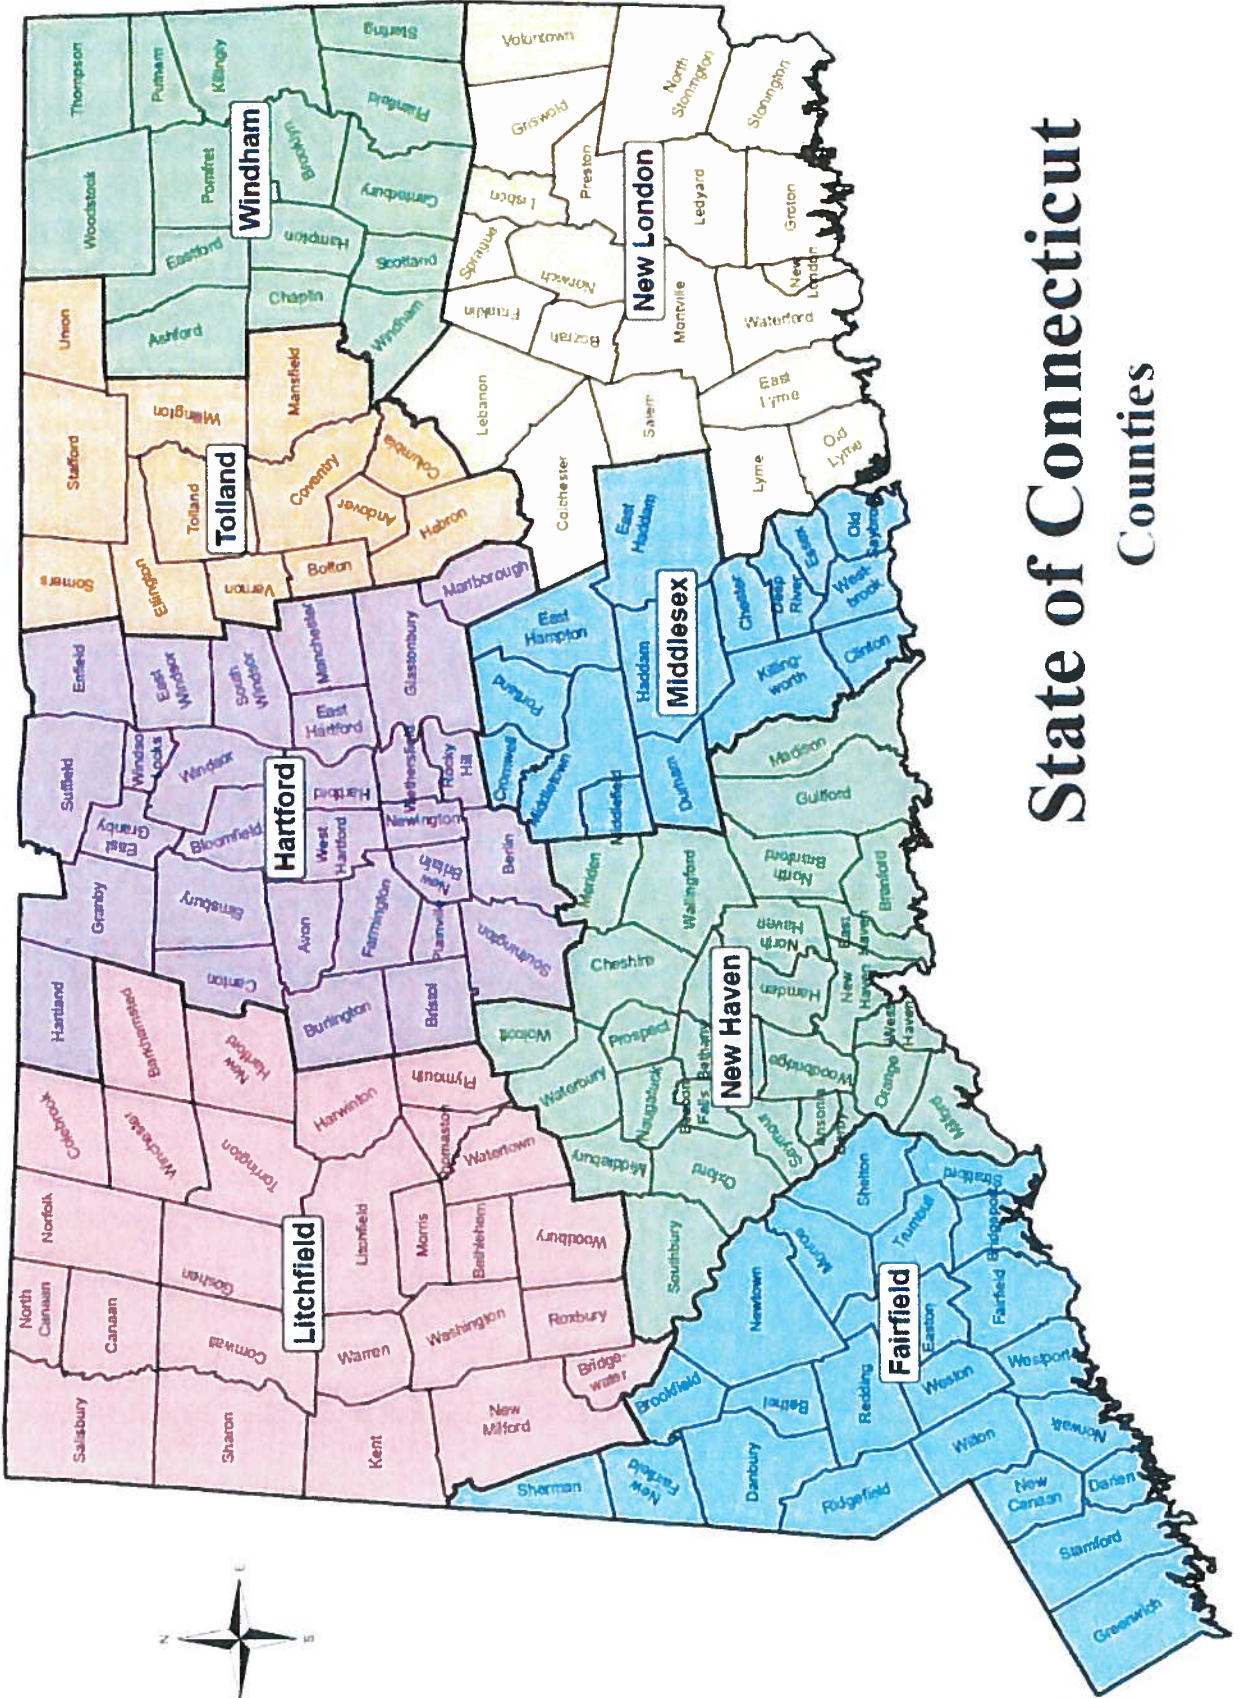 State of Connecticut
Counties
N
E
S
Litchfield
Hartford
Tolland
Windham
Fairfield
New Haven
Middlesex
New London
Salisbury
North
Canaan
Canaan
Norfolk
Colebrook
Hartland
Sharon
Cornwall
Goshen
Winchester
Barkhamsted
Torrington
New
Hartford
Kent
Warren
Litchfield
Harwinton
New
Milford
Washington
Morris
Bethlehem
Watertown
Plymouth
Bridge-
water
Roxbury
Woodbury
Granby
East
Granby
Suffield
Enfield
Canton
Simsbury
Bloomfield
Windsor
East
Windsor
South
Windsor
Burlington
Avon
West
Hartford
Hartford
East
Hartford
Manchester
Bristol
Farmington
Plainville
New
Britain
Newington
Wethersfield
Rocky
Hill
Glastonbury
Marlborough
Southington
Berlin
Somers
Stafford
Union
Ellington
Tolland
Willington
Vernon
Bolton
Coventry
Mansfield
Andover
Columbia
Hebron
Woodstock
Thompson
Putnam
Ashford
Eastford
Pomfret
Killingly
Chaplin
Hampton
Brooklyn
Sterling
Windham
Scotland
Canterbury
Plainfield
Sherman
New
Fairfield
Brookfield
Danbury
Bethel
Newtown
Ridgefield
Redding
Monroe
Shelton
Wilton
Weston
Easton
Trumbull
Stratford
Bridgeport
Fairfield
Westport
Norwalk
New
Canaan
Darien
Stamford
Greenwich
Southbury
Middlebury
Waterbury
Wolcott
Oxford
Naugatuck
Prospect
Cheshire
Meriden
Falls
Bethany
Seymour
Woodbridge
Hamden
North
Haven
Wallingford
Milford
Orange
West
Haven
New
Haven
East
Haven
Branford
North
Branford
Guilford
Madison
Cromwell
Portland
East
Hampton
Middletown
Middlefield
Durham
Haddam
East
Haddam
Killing-
worth
Chester
Deep
River
Essex
Clinton
West-
brook
Old
Colchester
Lebanon
Franklin
Sprague
Lisbon
Griswold
Voluntown
Bozrah
Norwich
Preston
North
Stonington
Salem
Montville
Ledyard
Lyme
East
Lyme
Waterford
New
London
Groton
Stonington
Old
Lyme